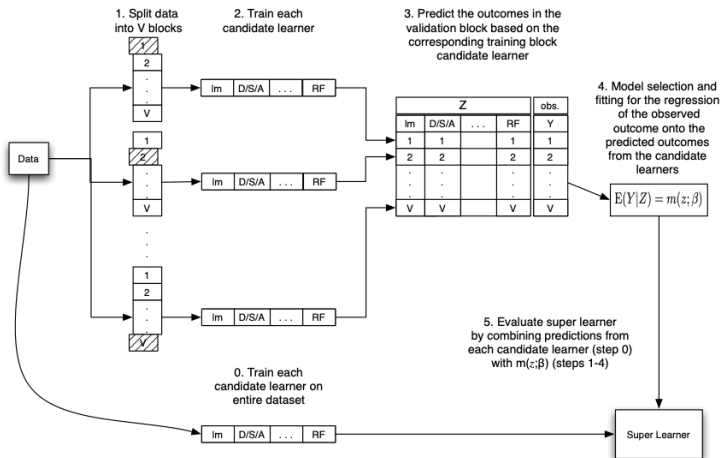 1. Split data
into V blocks
2. Train each
candidate learner
3. Predict the outcomes in the
validation block based on the
corresponding training block
candidate learner
4. Model selection and
fitting for the regression
of the observed
outcome onto the
predicted outcomes
from the candidate
learners
Data
1
2
.
.
.
V
lm D/S/A . . . RF
1
2
.
.
.
V
lm D/S/A . . . RF
.
.
.
1
2
.
.
.
V
lm D/S/A . . . RF
Z obs.
lm D/S/A . . . RF Y
1 1 1 1
2 2 2 2
. . . .
. . . .
. . . .
V V V V
E(Y|Z) = m(z;β)
5. Evaluate super learner
by combining predictions from
each candidate learner (step 0)
with m(z;β) (steps 1-4)
0. Train each
candidate learner on
entire dataset
lm D/S/A . . . RF
Super Learner